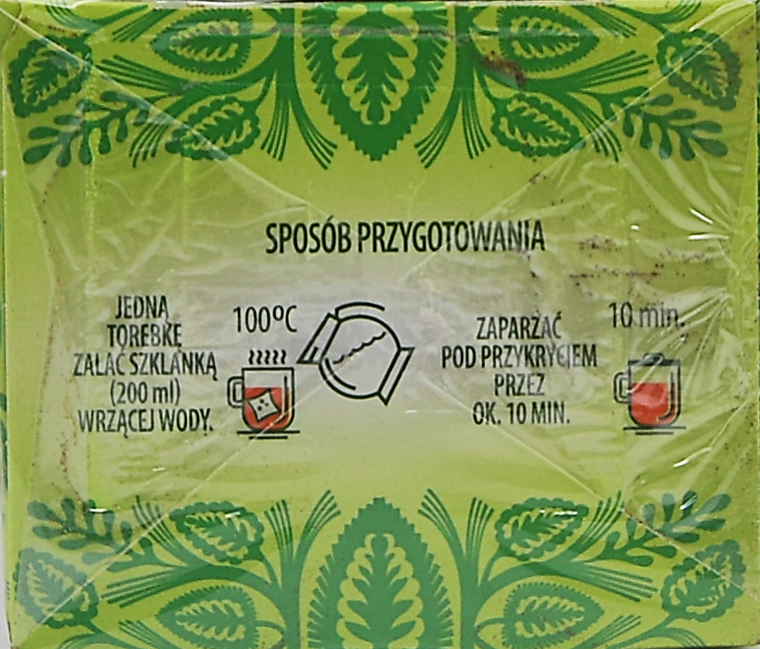 SPOSÓB PRZYGOTOWANIA
JEDNĄ
TOREBKĘ
ZALAĆ SZKLANKĄ
(200 ml)
WRZĄCEJ WODY.
100ºC
ZAPARZAĆ
POD PRZYKRYCIEM
PRZEZ
OK. 10 MIN.
10 min.